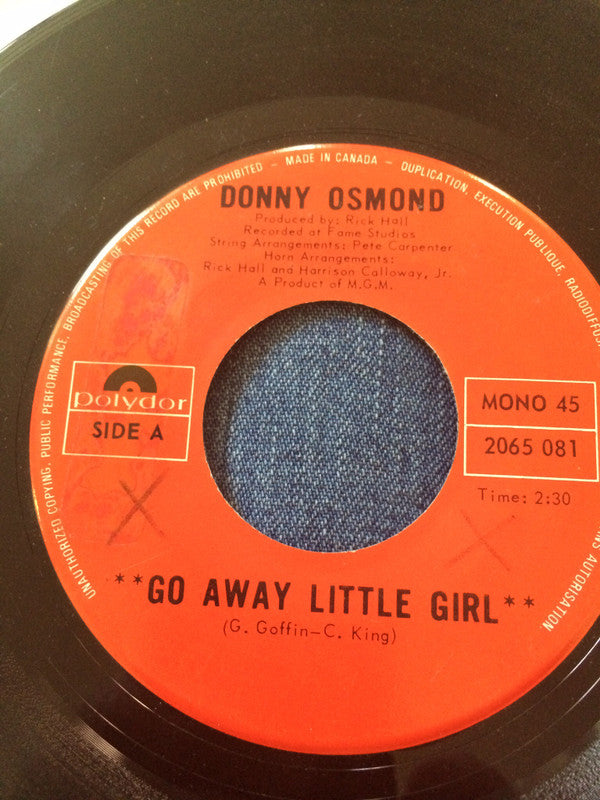 UNAUTHORIZED COPYING, PUBLIC PERFORMANCE, BROADCASTING OF THIS RECORD ARE PROHIBITED – MADE IN CANADA – DUPLICATION, EXECUTION PUBLIQUE, RADIODIFFUS
AUTORISATION.
DONNY OSMOND
Produced by: Rick Hall
Recorded at Fame Studios
String Arrangements: Pete Carpenter
Horn Arrangements:
Rick Hall and Harrison Calloway, Jr.
A Product of M.G.M.
polydor
SIDE A
MONO 45
2065 081
Time: 2:30
**GO AWAY LITTLE GIRL**
(G. Goffin–C. King)